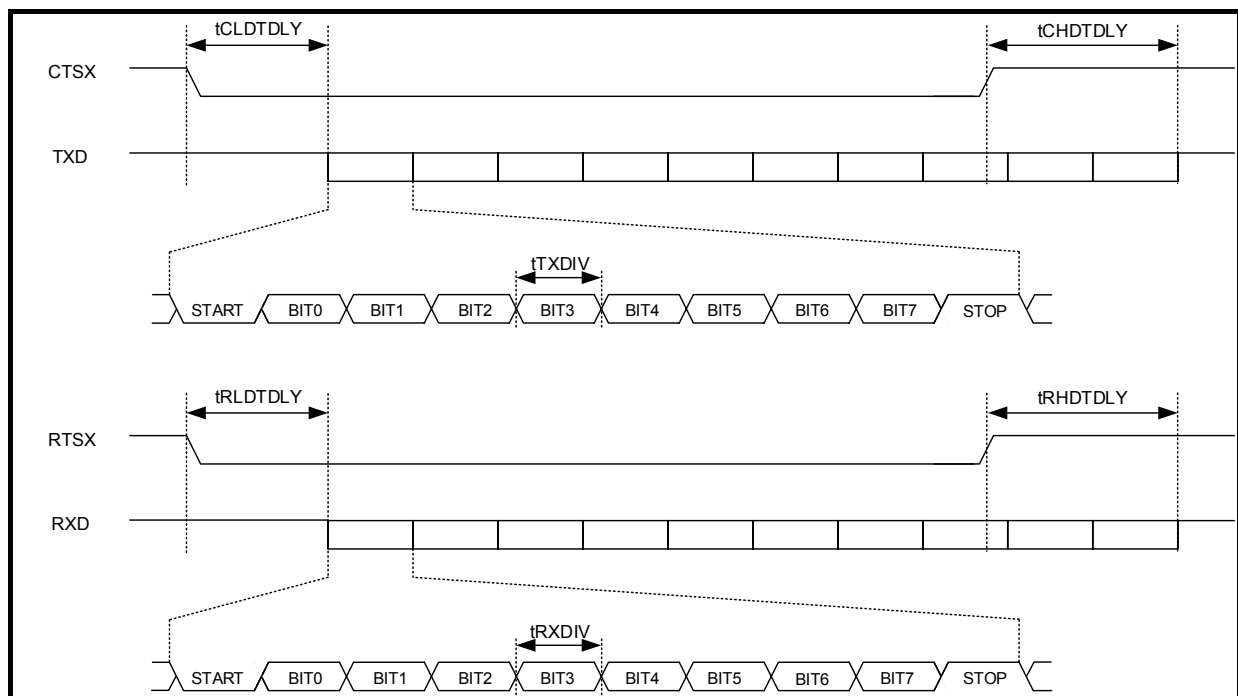 tCLDTDLY tCHDTDLY
CTSX
TXD
tTXDIV
START BIT0 BIT1 BIT2 BIT3 BIT4 BIT5 BIT6 BIT7 STOP
tRLDTDLY tRHDTDLY
RTSX
RXD
tRXDIV
START BIT0 BIT1 BIT2 BIT3 BIT4 BIT5 BIT6 BIT7 STOP